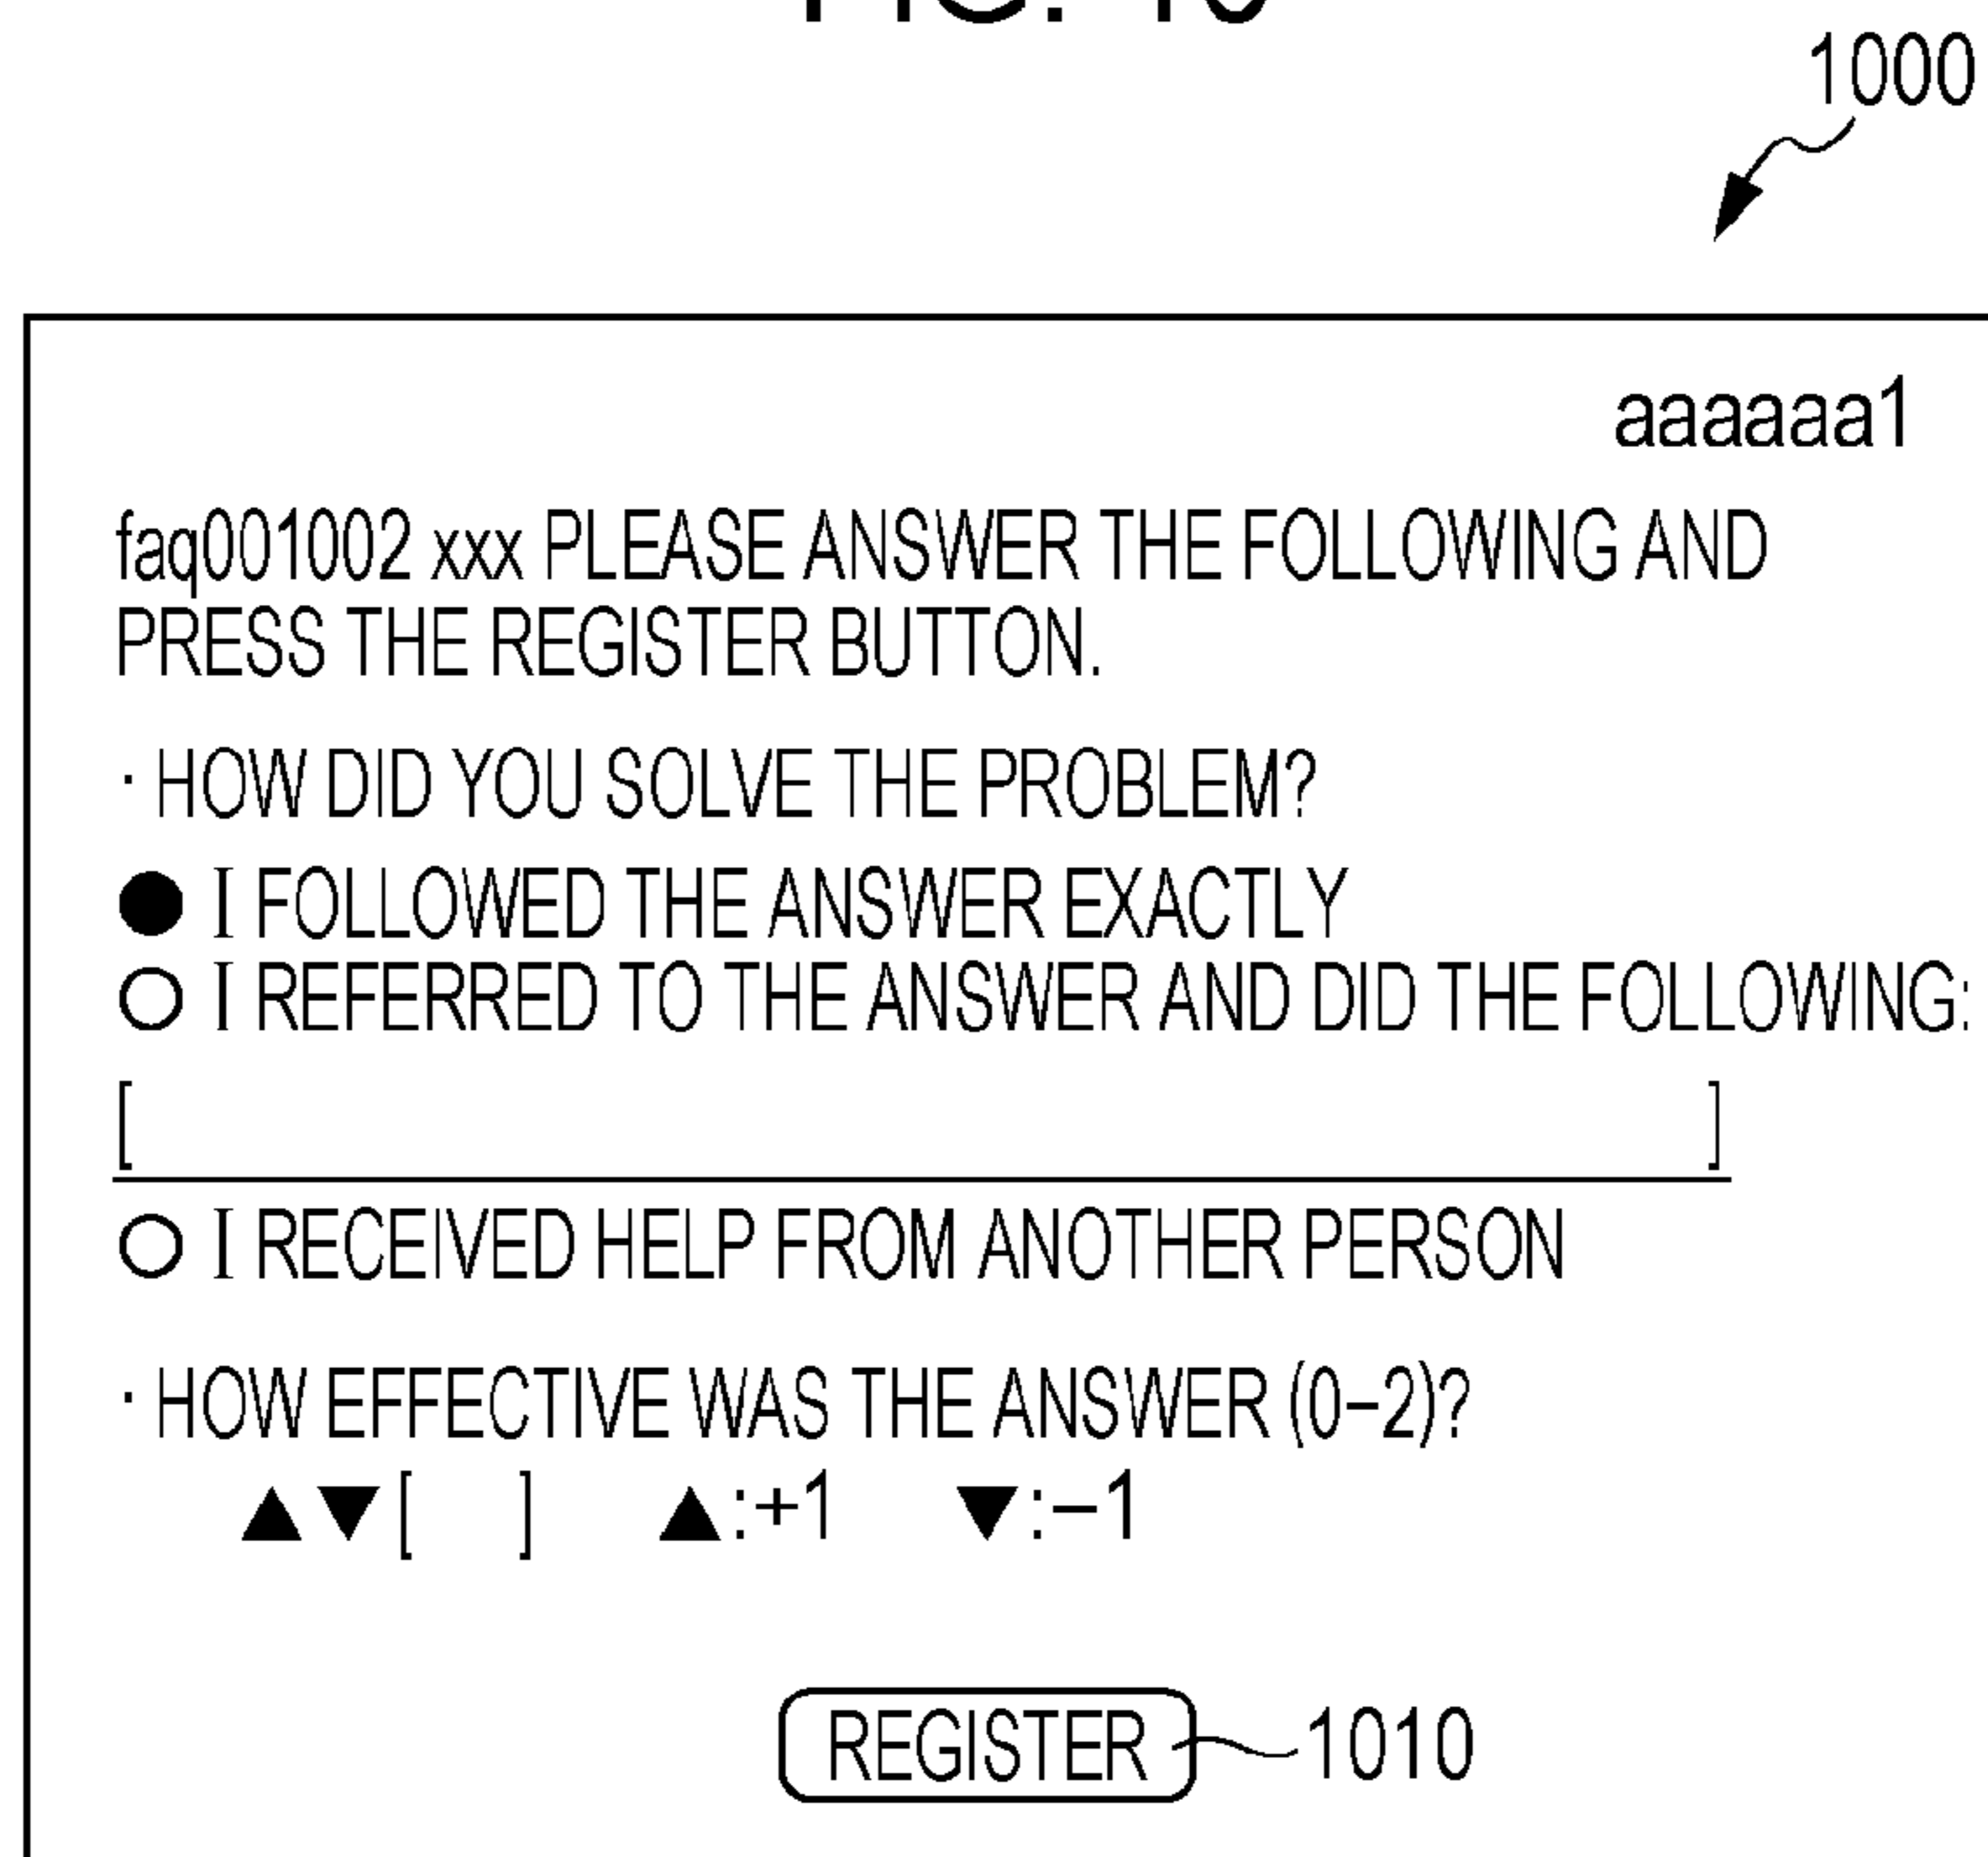 1000
aaaaaa1
faq001002 xxx PLEASE ANSWER THE FOLLOWING AND
PRESS THE REGISTER BUTTON.
· HOW DID YOU SOLVE THE PROBLEM?
● I FOLLOWED THE ANSWER EXACTLY
○ I REFERRED TO THE ANSWER AND DID THE FOLLOWING:
[ ]
○ I RECEIVED HELP FROM ANOTHER PERSON
· HOW EFFECTIVE WAS THE ANSWER (0–2)?
▲▼[ ] ▲:+1 ▼:–1
REGISTER 1010